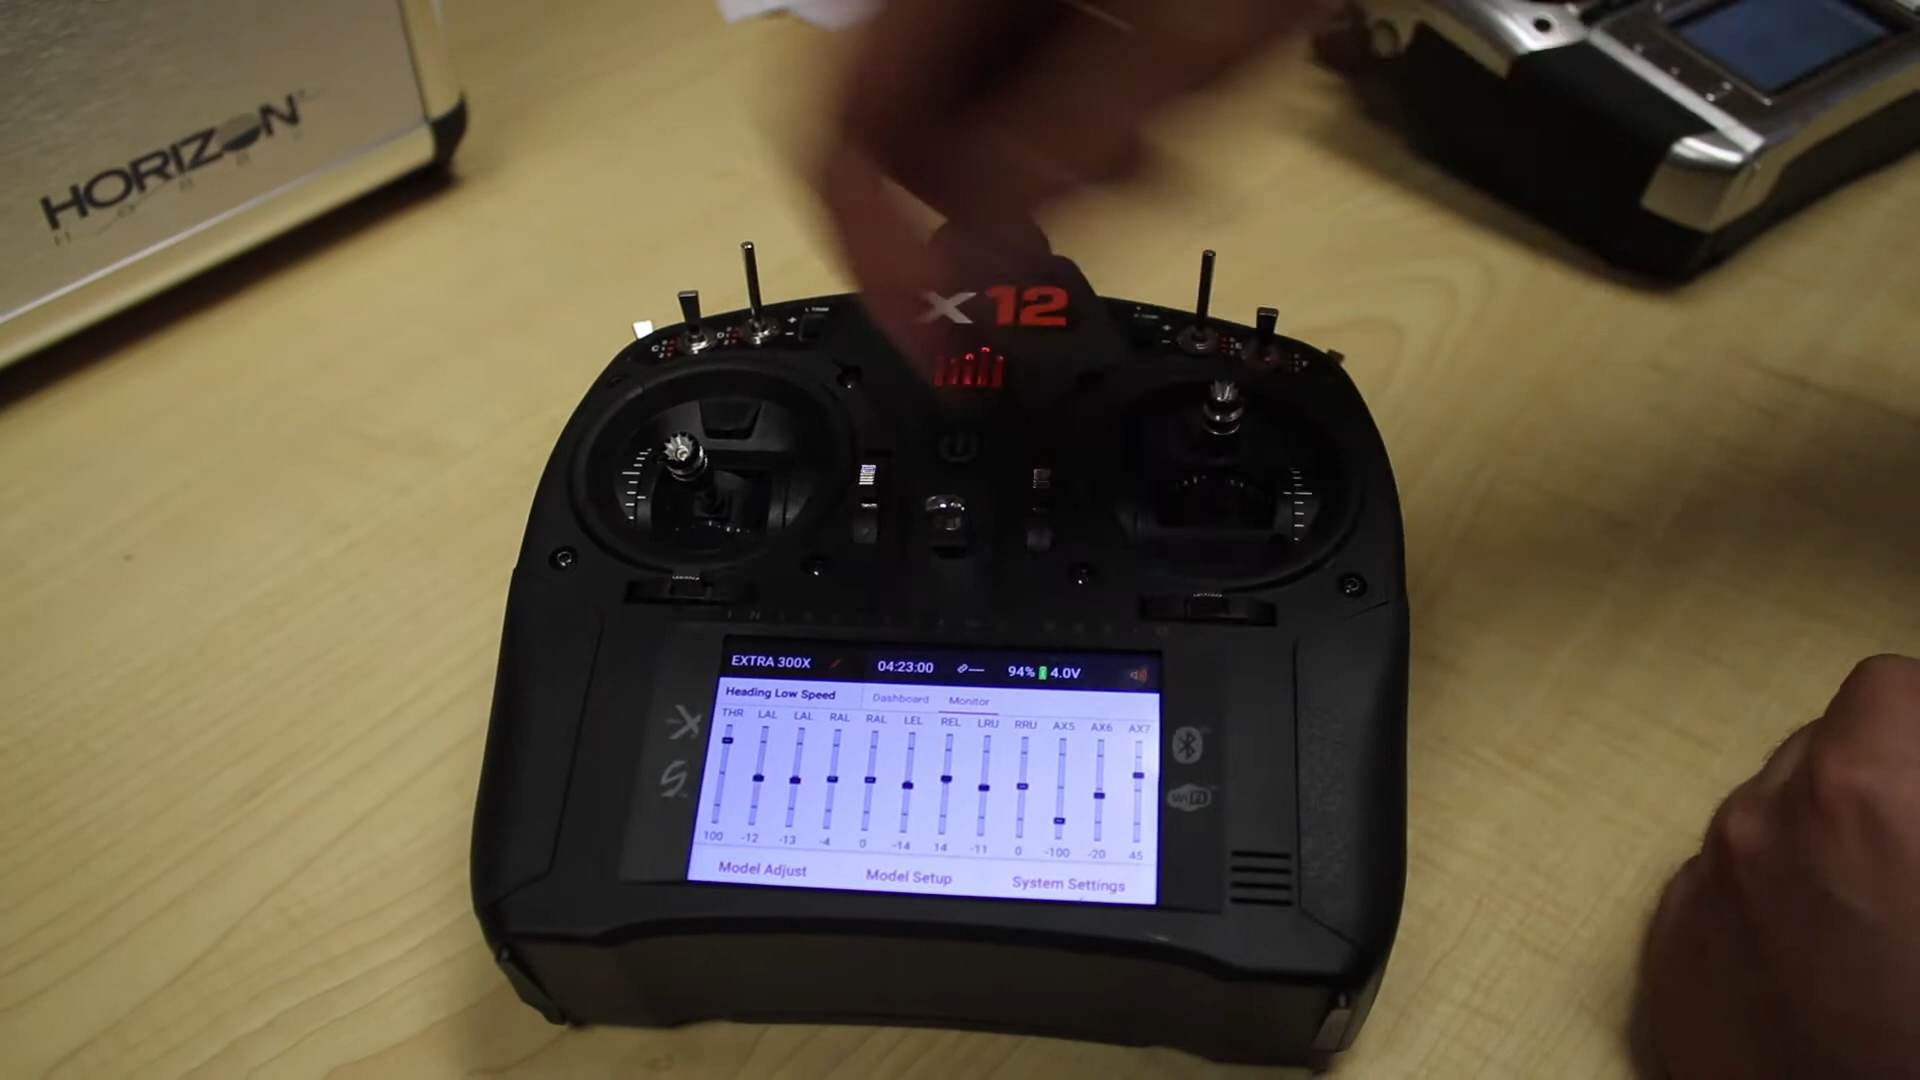 HORIZON
H O B B Y
X12
EXTRA 300X 04:23:00 94% 4.0V
Heading Low Speed Dashboard Monitor
THR LAL LAL RAL RAL LEL REL LRU RRU AX5 AX6 AX7
100 -12 -13 -4 0 -14 14 -11 0 -100 -20 45
Model Adjust Model Setup System Settings
WiFi